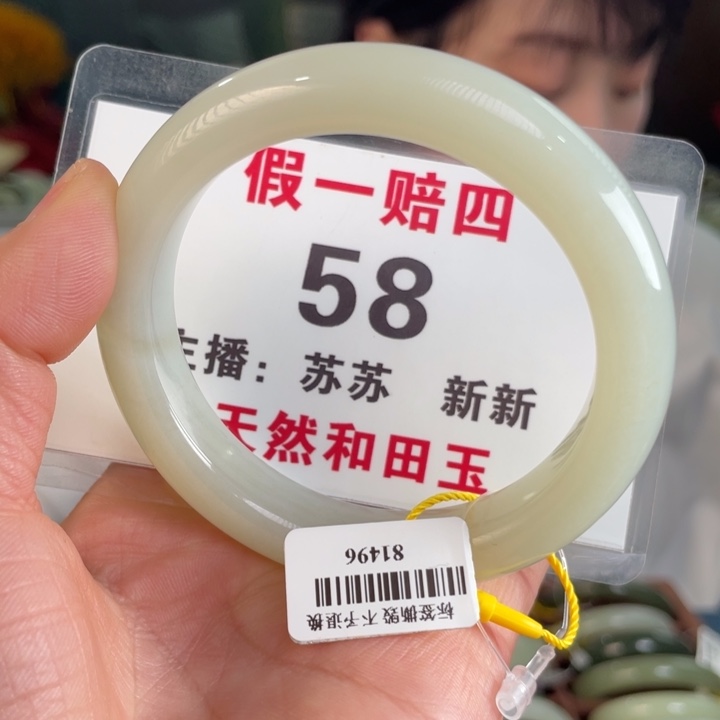 假一赔四
58
主播：苏苏 新新
天然和田玉
81496
标签撕毁 不予退换